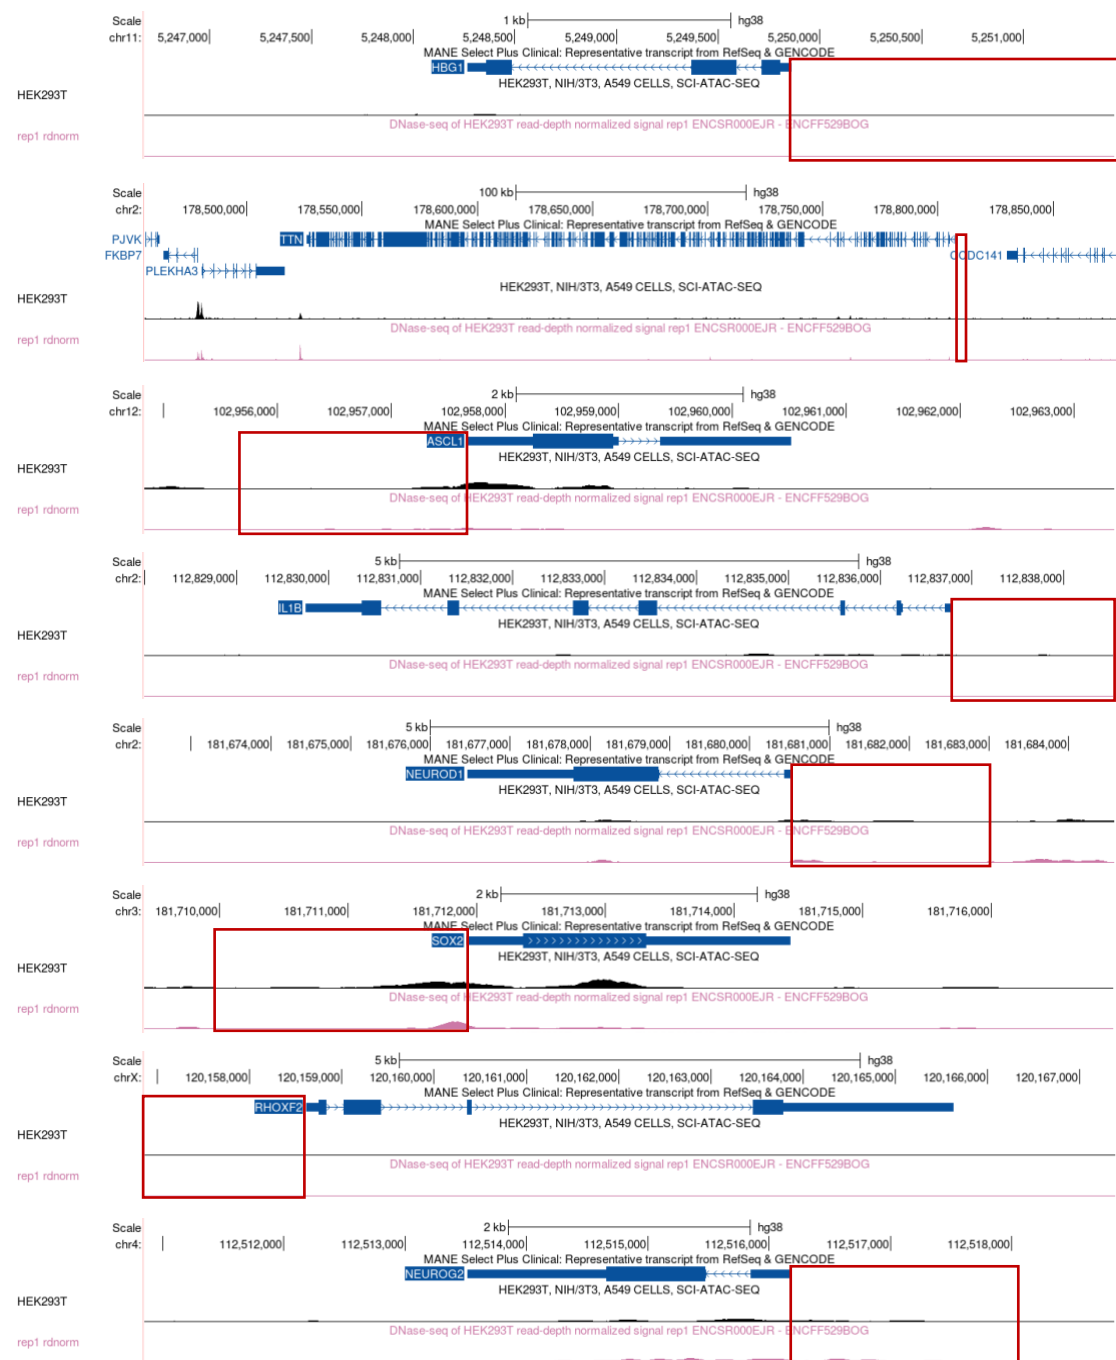 Scale 1 kb hg38
chr11: 5,247,000 5,247,500 5,248,000 5,248,500 5,249,000 5,249,500 5,250,000 5,250,500 5,251,000
MANE Select Plus Clinical: Representative transcript from RefSeq & GENCODE
HBG1
HEK293T, NIH/3T3, A549 CELLS, SCI-ATAC-SEQ
HEK293T
DNase-seq of HEK293T read-depth normalized signal rep1 ENCSR000EJR - ENCFF529BOG
rep1 rdnorm
Scale 100 kb hg38
chr2: 178,500,000 178,550,000 178,600,000 178,650,000 178,700,000 178,750,000 178,800,000 178,850,000
MANE Select Plus Clinical: Representative transcript from RefSeq & GENCODE
PJVK TTN
FKBP7 CCDC141
PLEKHA3
HEK293T, NIH/3T3, A549 CELLS, SCI-ATAC-SEQ
HEK293T
DNase-seq of HEK293T read-depth normalized signal rep1 ENCSR000EJR - ENCFF529BOG
rep1 rdnorm
Scale 2 kb hg38
chr12: 102,956,000 102,957,000 102,958,000 102,959,000 102,960,000 102,961,000 102,962,000 102,963,000
MANE Select Plus Clinical: Representative transcript from RefSeq & GENCODE
ASCL1
HEK293T, NIH/3T3, A549 CELLS, SCI-ATAC-SEQ
HEK293T
DNase-seq of HEK293T read-depth normalized signal rep1 ENCSR000EJR - ENCFF529BOG
rep1 rdnorm
Scale 5 kb hg38
chr2: 112,829,000 112,830,000 112,831,000 112,832,000 112,833,000 112,834,000 112,835,000 112,836,000 112,837,000 112,838,000
MANE Select Plus Clinical: Representative transcript from RefSeq & GENCODE
IL1B
HEK293T, NIH/3T3, A549 CELLS, SCI-ATAC-SEQ
HEK293T
DNase-seq of HEK293T read-depth normalized signal rep1 ENCSR000EJR - ENCFF529BOG
rep1 rdnorm
Scale 5 kb hg38
chr2: 181,674,000 181,675,000 181,676,000 181,677,000 181,678,000 181,679,000 181,680,000 181,681,000 181,682,000 181,683,000 181,684,000
MANE Select Plus Clinical: Representative transcript from RefSeq & GENCODE
NEUROD1
HEK293T, NIH/3T3, A549 CELLS, SCI-ATAC-SEQ
HEK293T
DNase-seq of HEK293T read-depth normalized signal rep1 ENCSR000EJR - ENCFF529BOG
rep1 rdnorm
Scale 2 kb hg38
chr3: 181,710,000 181,711,000 181,712,000 181,713,000 181,714,000 181,715,000 181,716,000
MANE Select Plus Clinical: Representative transcript from RefSeq & GENCODE
SOX2
HEK293T, NIH/3T3, A549 CELLS, SCI-ATAC-SEQ
HEK293T
DNase-seq of HEK293T read-depth normalized signal rep1 ENCSR000EJR - ENCFF529BOG
rep1 rdnorm
Scale 5 kb hg38
chrX: 120,158,000 120,159,000 120,160,000 120,161,000 120,162,000 120,163,000 120,164,000 120,165,000 120,166,000 120,167,000
MANE Select Plus Clinical: Representative transcript from RefSeq & GENCODE
RHOXF2
HEK293T, NIH/3T3, A549 CELLS, SCI-ATAC-SEQ
HEK293T
DNase-seq of HEK293T read-depth normalized signal rep1 ENCSR000EJR - ENCFF529BOG
rep1 rdnorm
Scale 2 kb hg38
chr4: 112,512,000 112,513,000 112,514,000 112,515,000 112,516,000 112,517,000 112,518,000
MANE Select Plus Clinical: Representative transcript from RefSeq & GENCODE
NEUROG2
HEK293T, NIH/3T3, A549 CELLS, SCI-ATAC-SEQ
HEK293T
DNase-seq of HEK293T read-depth normalized signal rep1 ENCSR000EJR - ENCFF529BOG
rep1 rdnorm